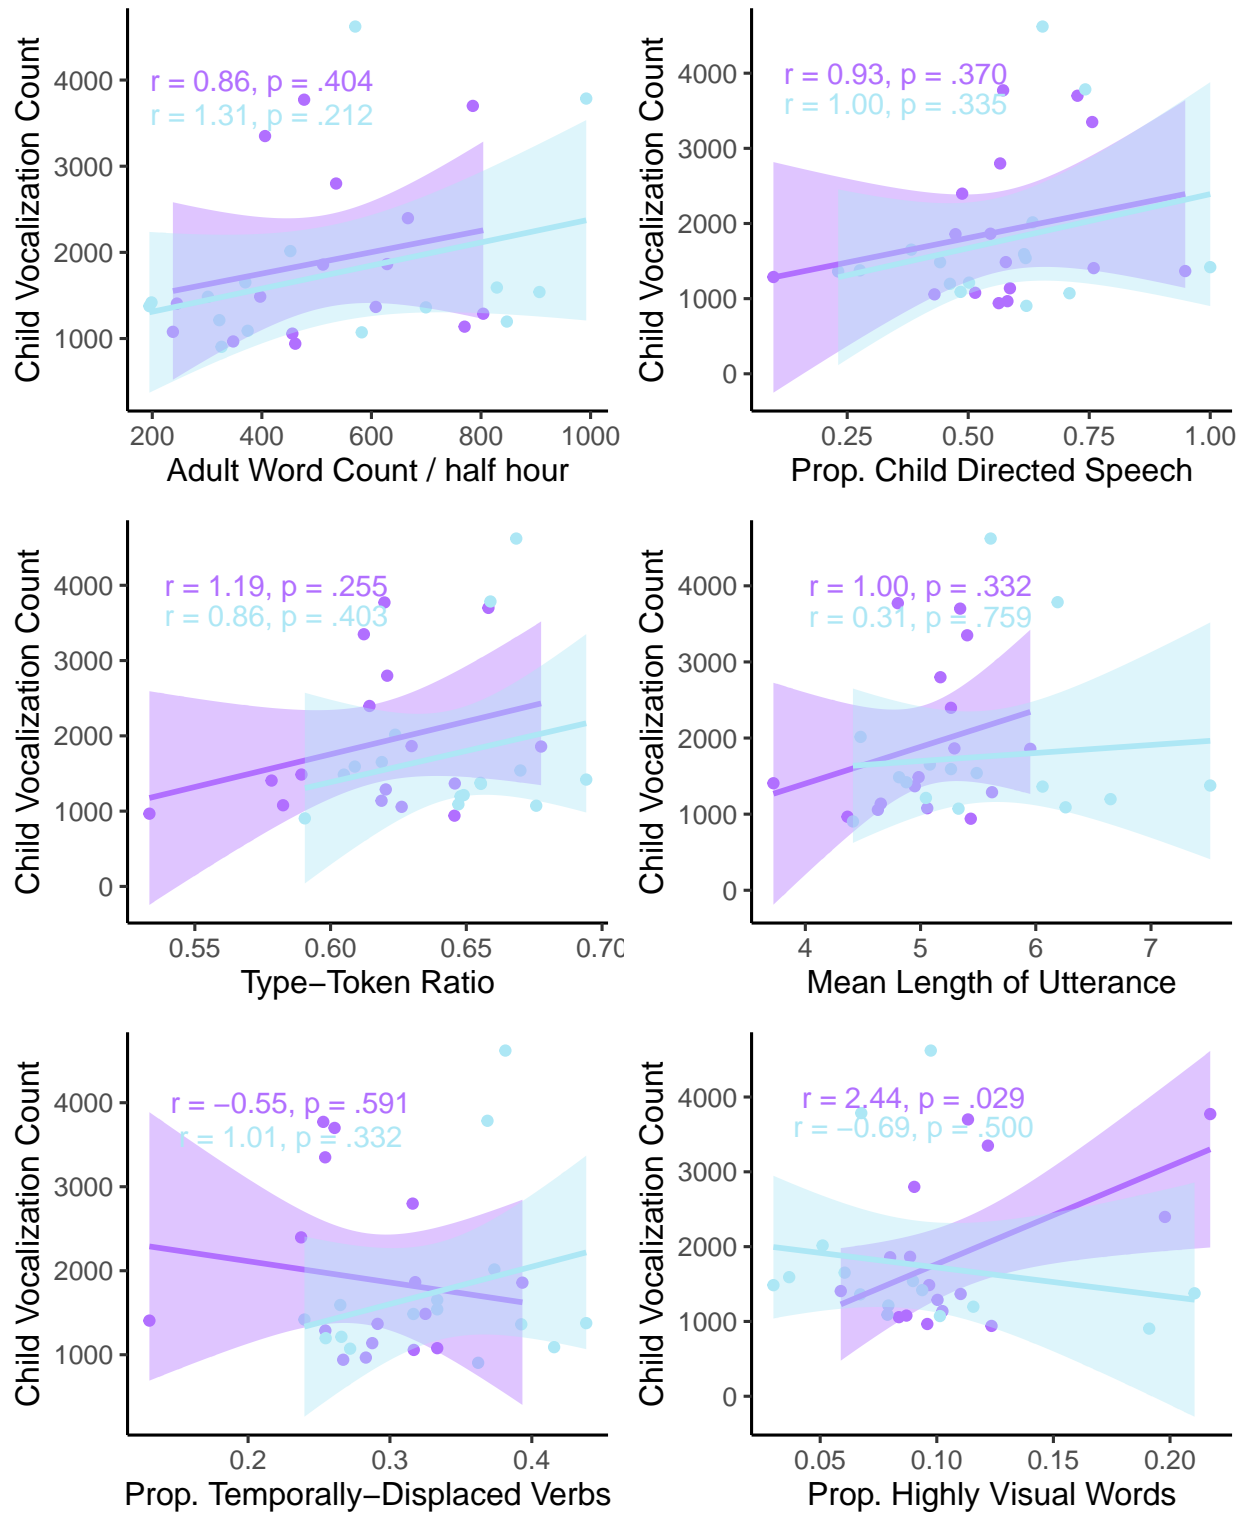 Child Vocalization Count
4000
3000
2000
1000
r = 0.86, p = .404
r = 1.31, p = .212
200 400 600 800 1000
Adult Word Count / half hour
Child Vocalization Count
4000
3000
2000
1000
0
r = 0.93, p = .370
r = 1.00, p = .335
0.25 0.50 0.75 1.00
Prop. Child Directed Speech
Child Vocalization Count
4000
3000
2000
1000
0
r = 1.19, p = .255
r = 0.86, p = .403
0.55 0.60 0.65 0.70
Type−Token Ratio
Child Vocalization Count
4000
3000
2000
1000
0
r = 1.00, p = .332
r = 0.31, p = .759
4 5 6 7
Mean Length of Utterance
Child Vocalization Count
4000
3000
2000
1000
r = −0.55, p = .591
r = 1.01, p = .332
0.2 0.3 0.4
Prop. Temporally−Displaced Verbs
Child Vocalization Count
4000
3000
2000
1000
0
r = 2.44, p = .029
r = −0.69, p = .500
0.05 0.10 0.15 0.20
Prop. Highly Visual Words